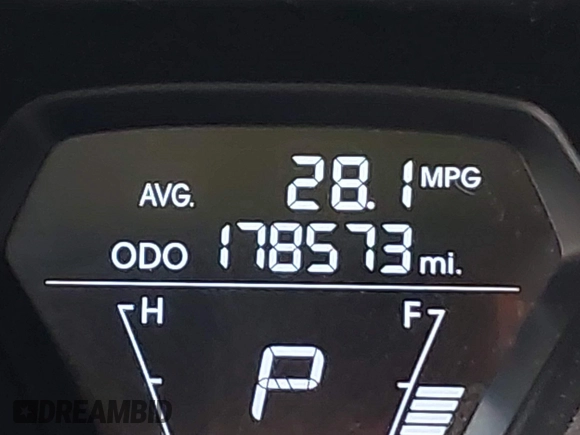 AVG. 28.1 MPG
ODO 178573 mi.
H F
P
DREAMBID